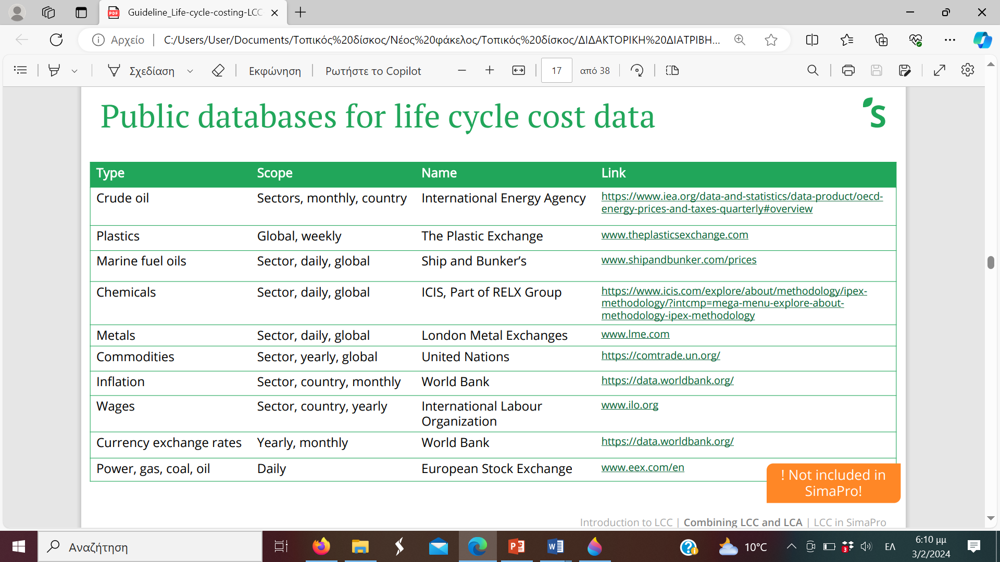 Guideline_Life-cycle-costing-LCC
Αρχείο
C:/Users/User/Documents/Τοπικός%20δίσκος/Νέος%20φάκελος/Τοπικός%20δίσκος/ΔΙΔΑΚΤΟΡΙΚΗ%20ΔΙΑΤΡΙΒΗ...
Σχεδίαση
Εκφώνηση
Ρωτήστε το Copilot
17
από 38
Public databases for life cycle cost data
Type Scope Name Link
Crude oil Sectors, monthly, country International Energy Agency https://www.iea.org/data-and-statistics/data-product/oecd-
energy-prices-and-taxes-quarterly#overview
Plastics Global, weekly The Plastic Exchange www.theplasticsexchange.com
Marine fuel oils Sector, daily, global Ship and Bunker’s www.shipandbunker.com/prices
Chemicals Sector, daily, global ICIS, Part of RELX Group https://www.icis.com/explore/about/methodology/ipex-
methodology/?intcmp=mega-menu-explore-about-
methodology-ipex-methodology
Metals Sector, daily, global London Metal Exchanges www.lme.com
Commodities Sector, yearly, global United Nations https://comtrade.un.org/
Inflation Sector, country, monthly World Bank https://data.worldbank.org/
Wages Sector, country, yearly International Labour www.ilo.org
Organization
Currency exchange rates Yearly, monthly World Bank https://data.worldbank.org/
Power, gas, coal, oil Daily European Stock Exchange www.eex.com/en
! Not included in
SimaPro!
Introduction to LCC | Combining LCC and LCA | LCC in SimaPro
Αναζήτηση
10°C
ΕΛ
6:10 μμ
3/2/2024